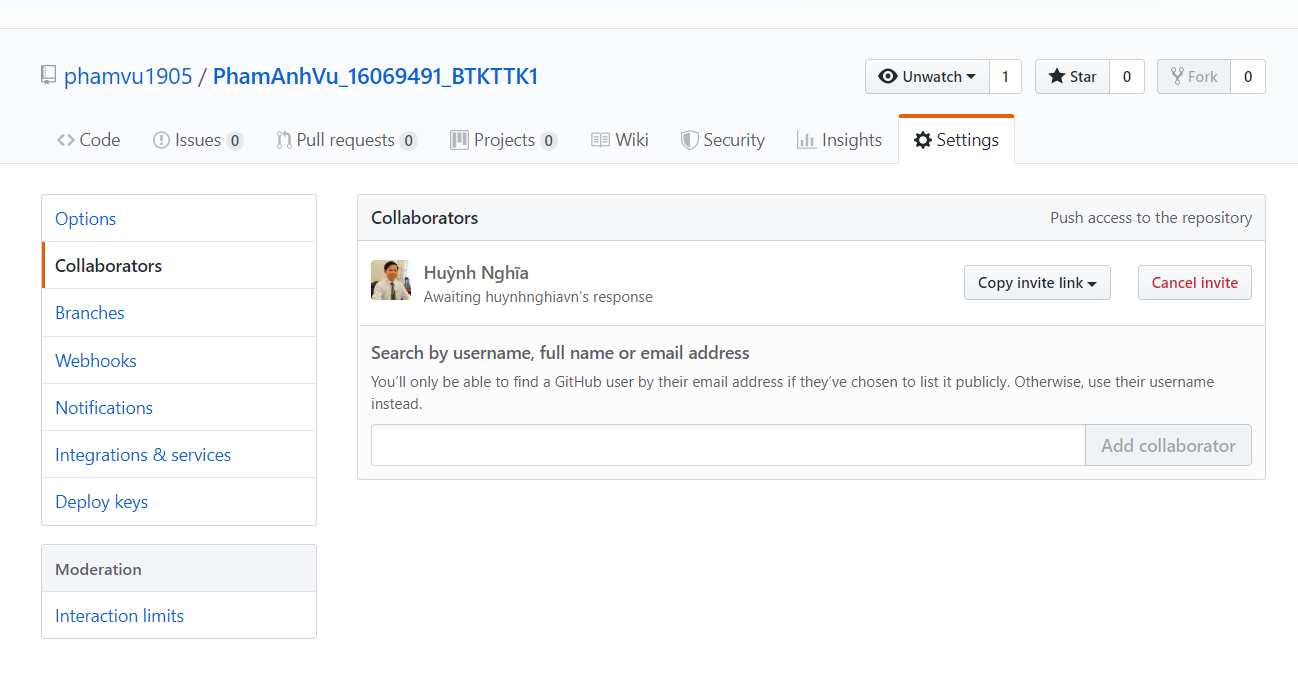 phamvu1905 / PhamAnhVu_16069491_BTKTTK1
Unwatch 1 Star 0 Fork 0
Code Issues 0 Pull requests 0 Projects 0 Wiki Security Insights Settings
Options
Collaborators
Branches
Webhooks
Notifications
Integrations & services
Deploy keys
Moderation
Interaction limits
Collaborators Push access to the repository
Huỳnh Nghĩa
Awaiting huynhnghiavn’s response
Copy invite link Cancel invite
Search by username, full name or email address
You’ll only be able to find a GitHub user by their email address if they’ve chosen to list it publicly. Otherwise, use their username
instead.
Add collaborator